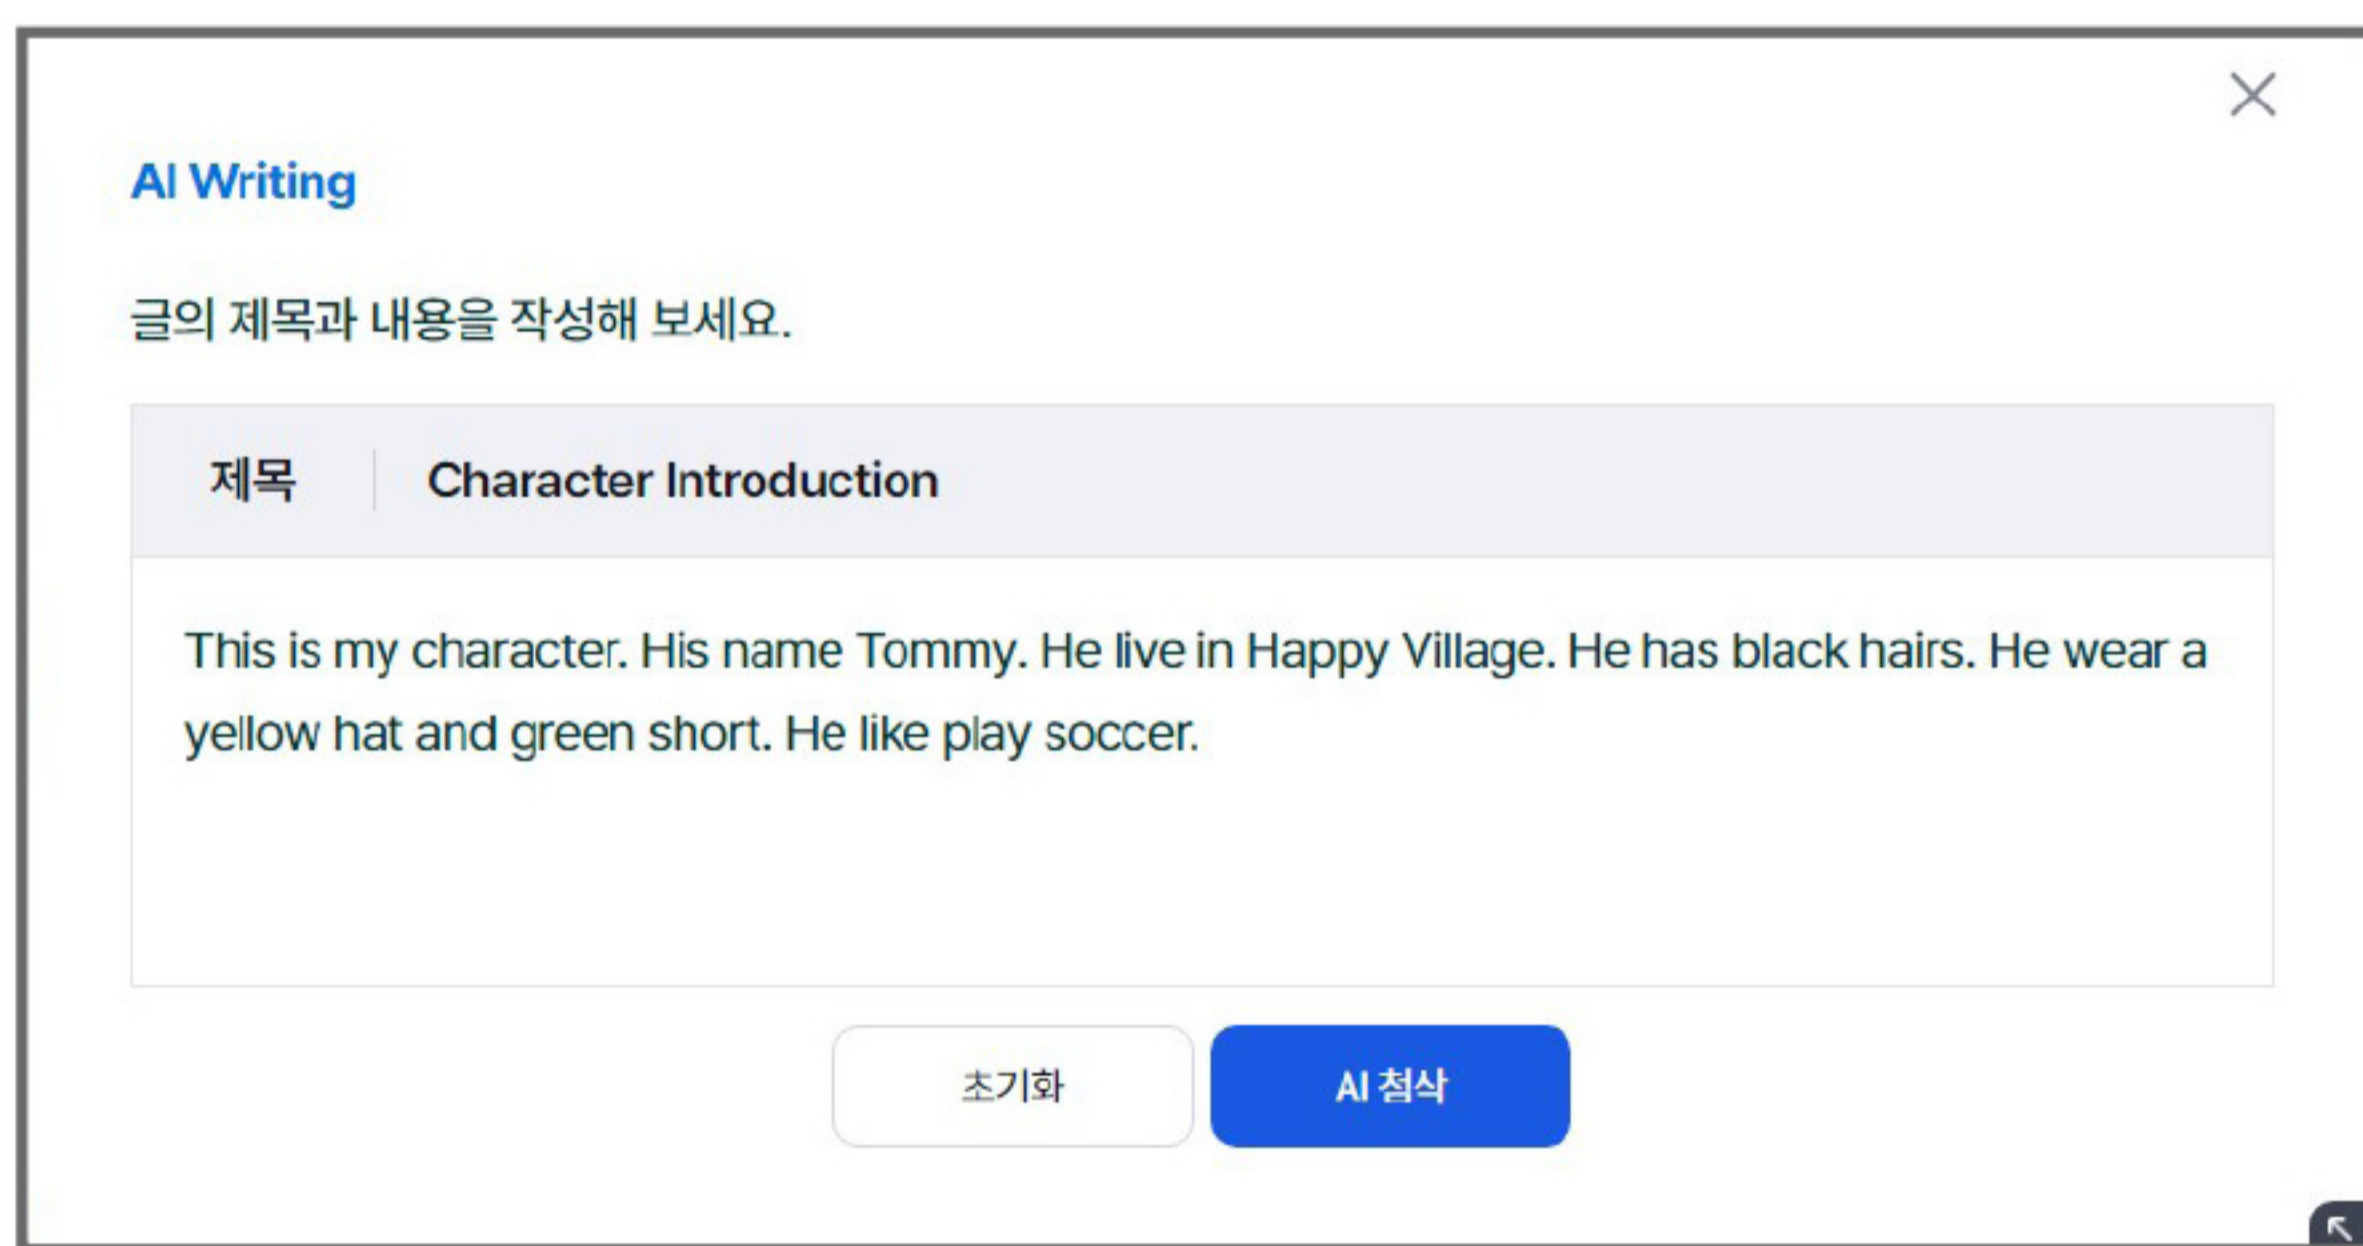 AI Writing
글의 제목과 내용을 작성해 보세요.
제목 Character Introduction
This is my character. His name Tommy. He live in Happy Village. He has black hairs. He wear a
yellow hat and green short. He like play soccer.
초기화 AI 첨삭